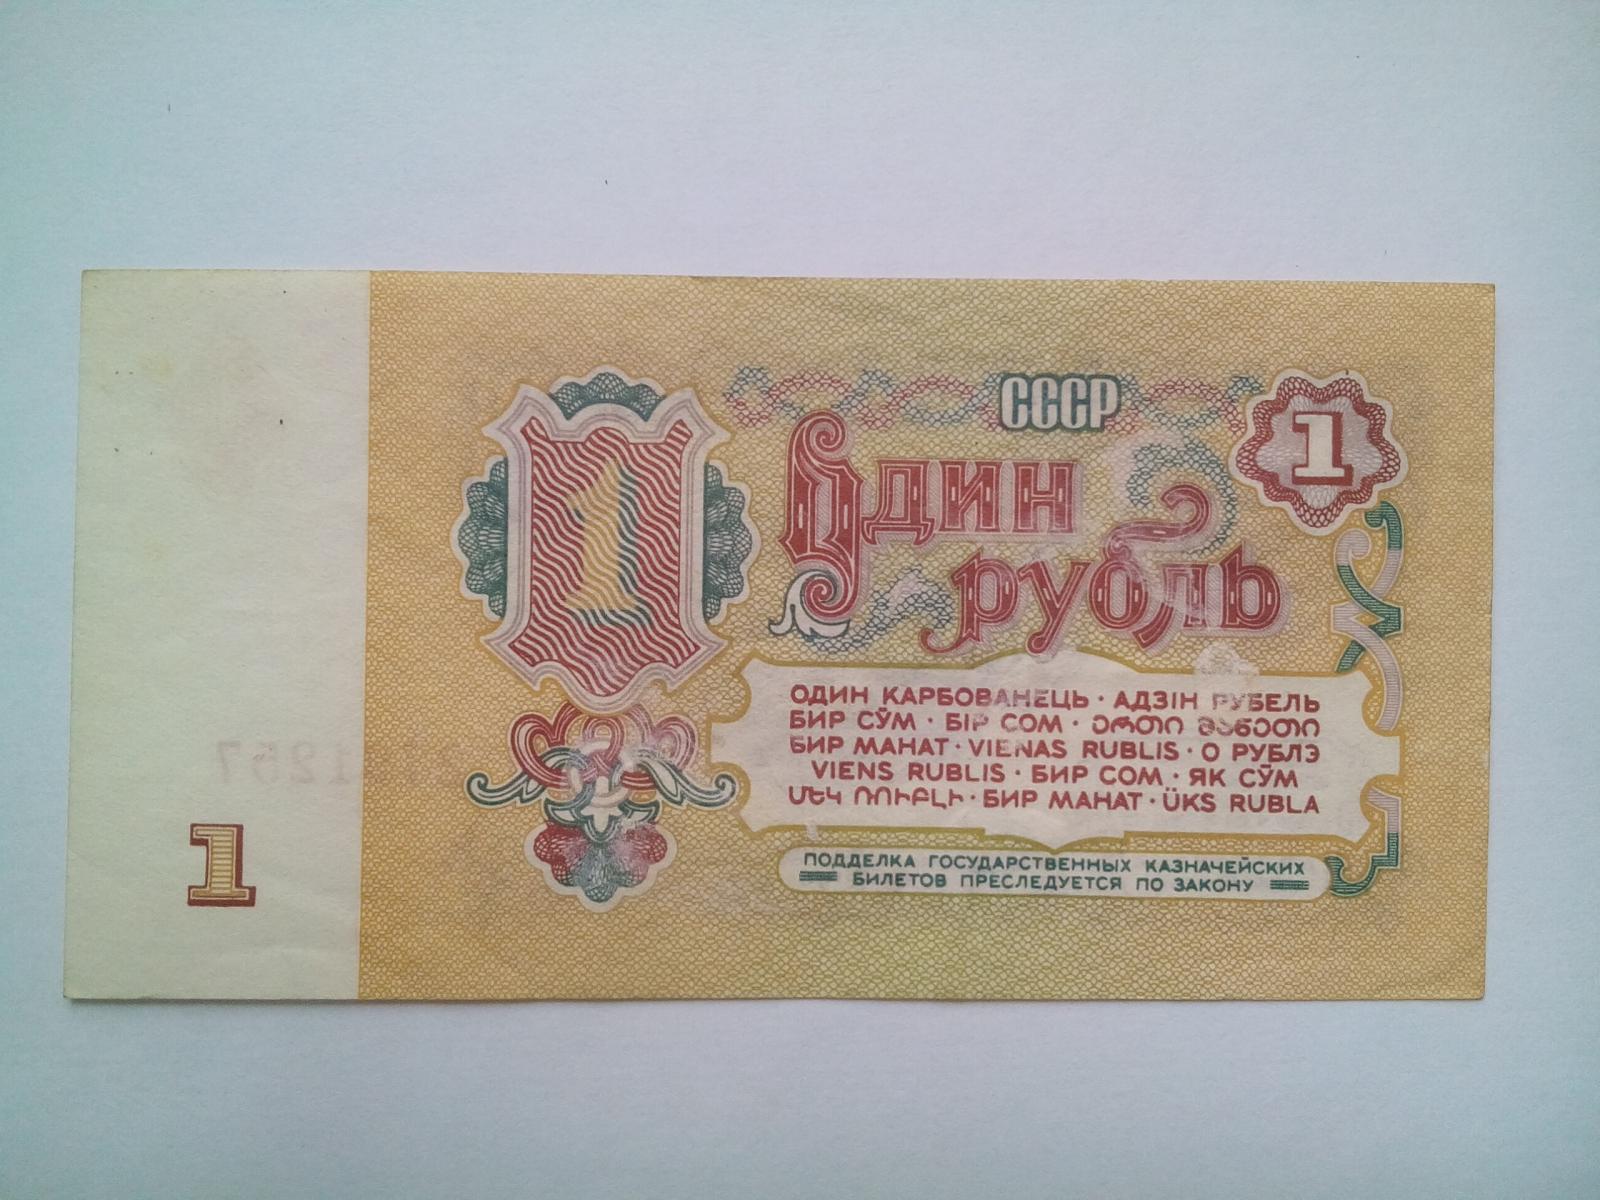 СССР
1
1
Один
рубль
ОДИН КАРБОВАНЕЦЬ · АДЗІН РУБЕЛЬ
БИР СЎМ · БІР СОМ · ერთი მანეთი
БИР МАНАТ · VIENAS RUBLIS · О РУБЛЭ
VIENS RUBLIS · БИР СОМ · ЯК СӮМ
ՄԵԿ ՌՈՒԲԼԻ · БИР МАНАТ · ÜKS RUBLA
ПОДДЕЛКА ГОСУДАРСТВЕННЫХ КАЗНАЧЕЙСКИХ
БИЛЕТОВ ПРЕСЛЕДУЕТСЯ ПО ЗАКОНУ
1